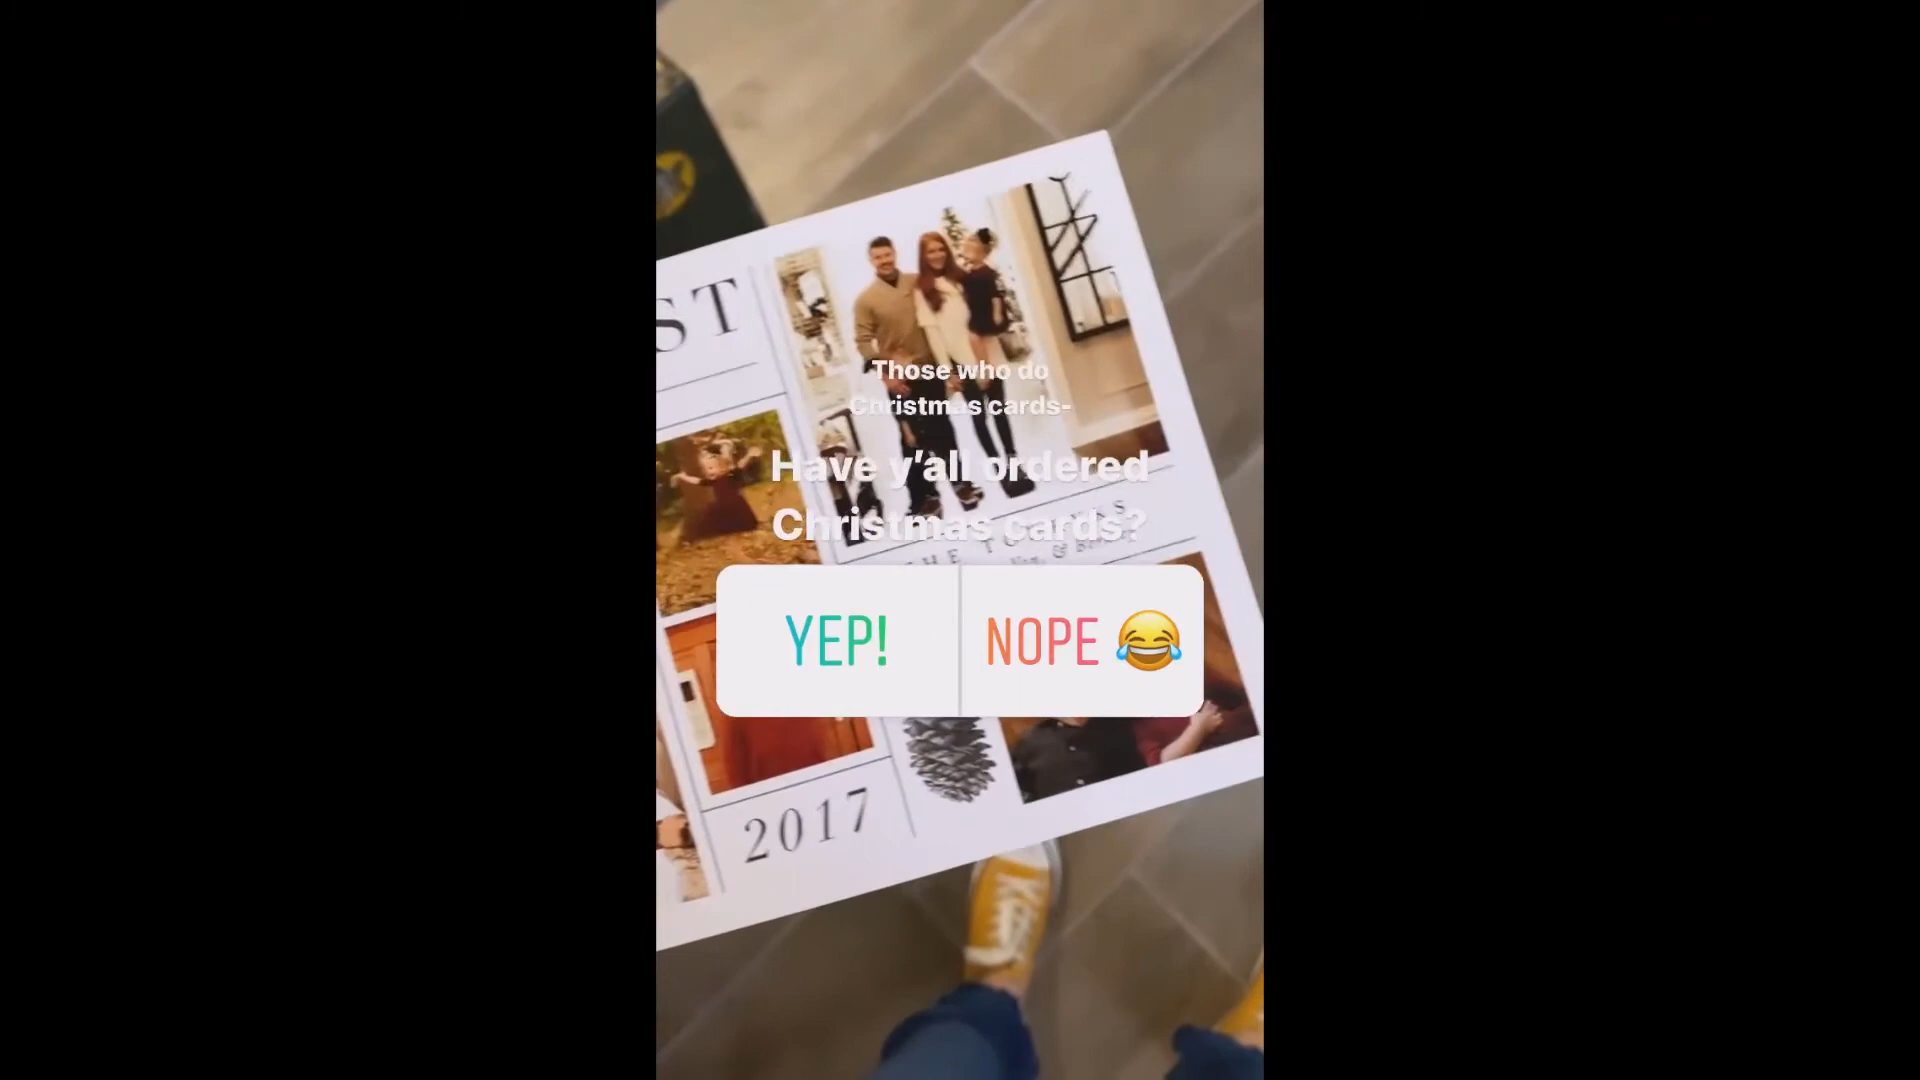 ST
Those who do
Christmas cards-
Have y'all ordered
Christmas cards?
YEP!
NOPE 😂
2017